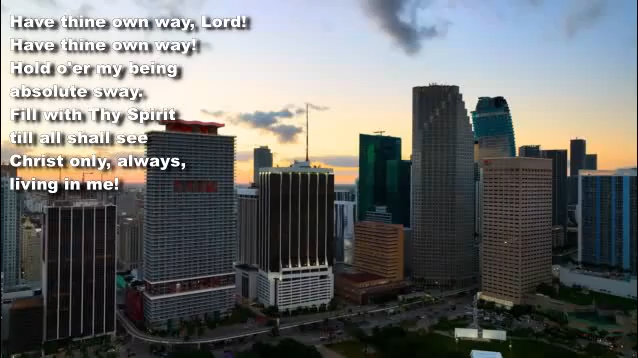 Have thine own way, Lord!
Have thine own way!
Hold o'er my being
absolute sway.
Fill with Thy Spirit
till all shall see
Christ only, always,
living in me!